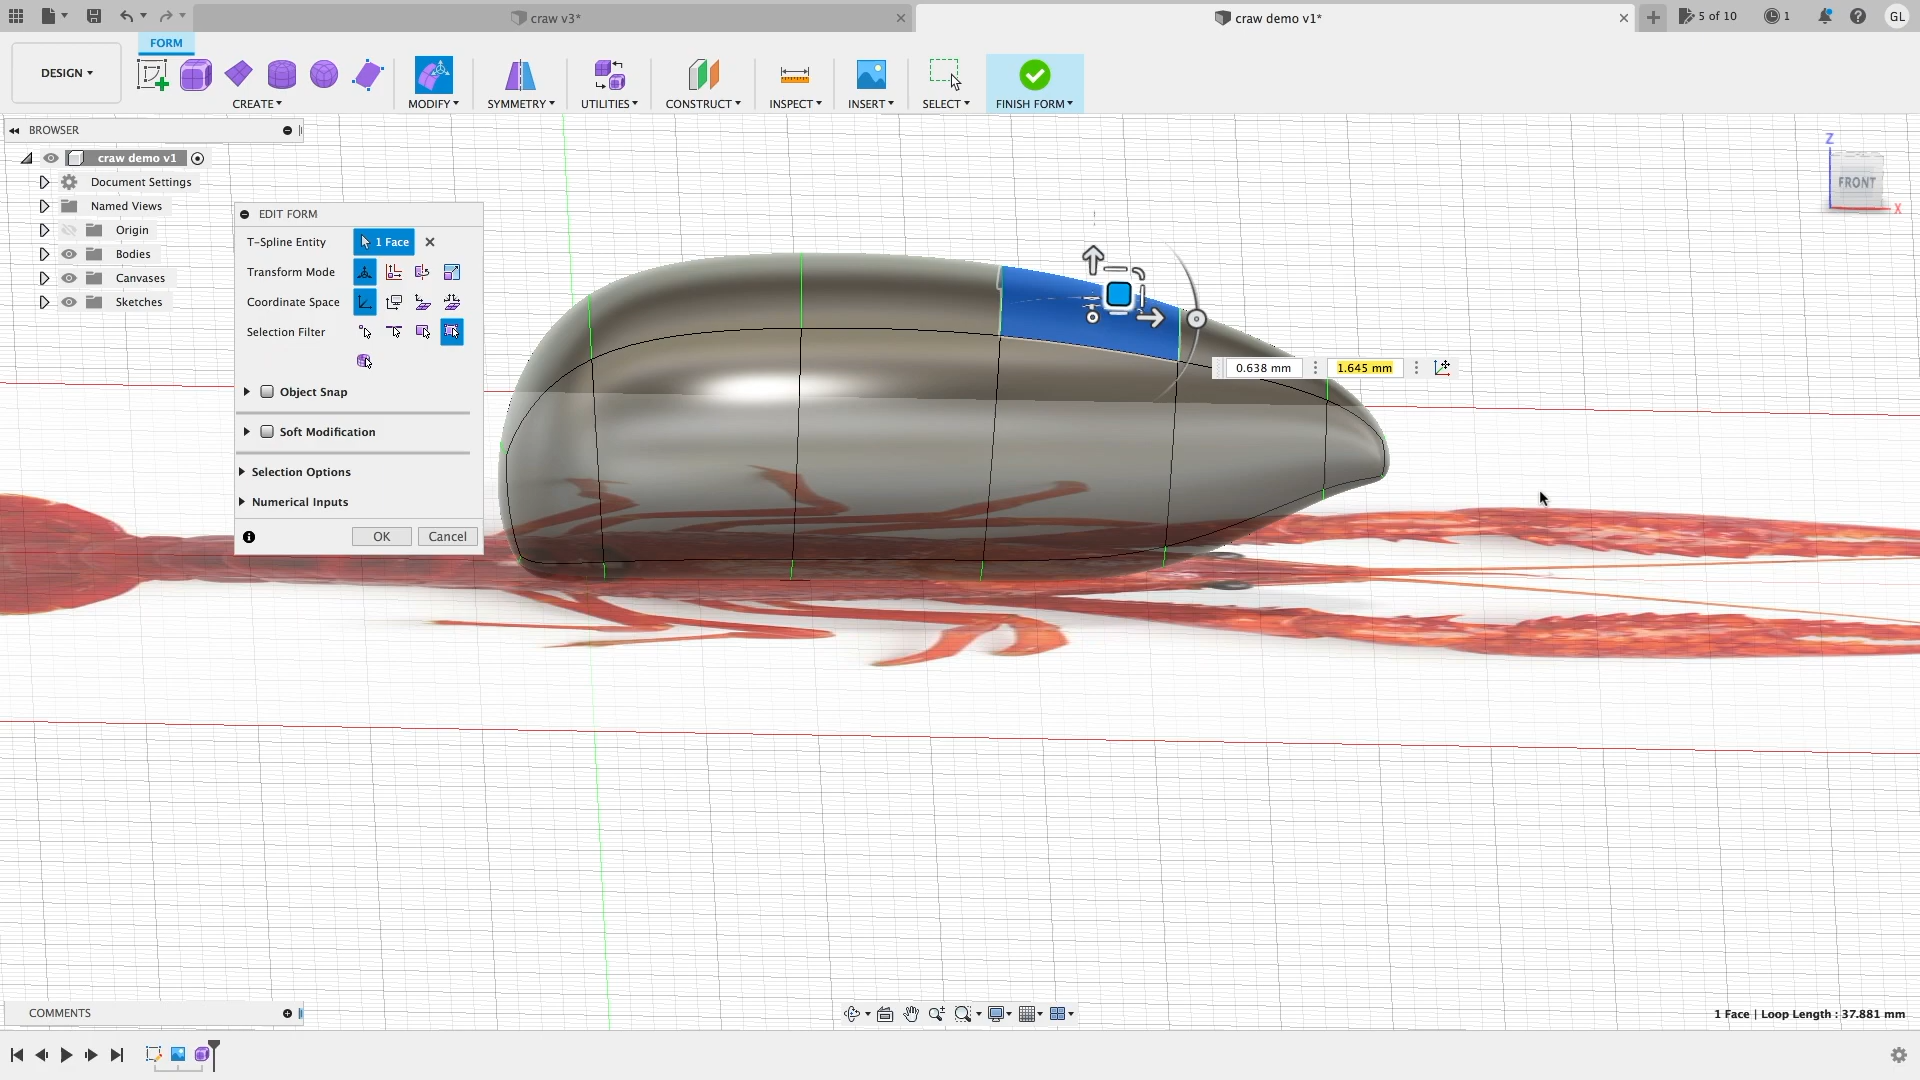 craw v3*
craw demo v1*
5 of 10
1
GL
FORM
DESIGN
CREATE
MODIFY
SYMMETRY
UTILITIES
CONSTRUCT
INSPECT
INSERT
SELECT
FINISH FORM
BROWSER
craw demo v1
Document Settings
Named Views
Origin
Bodies
Canvases
Sketches
EDIT FORM
T-Spline Entity
1 Face
Transform Mode
Coordinate Space
Selection Filter
Object Snap
Soft Modification
Selection Options
Numerical Inputs
OK
Cancel
0.638 mm
1.645 mm
Z
FRONT
X
COMMENTS
1 Face | Loop Length : 37.881 mm